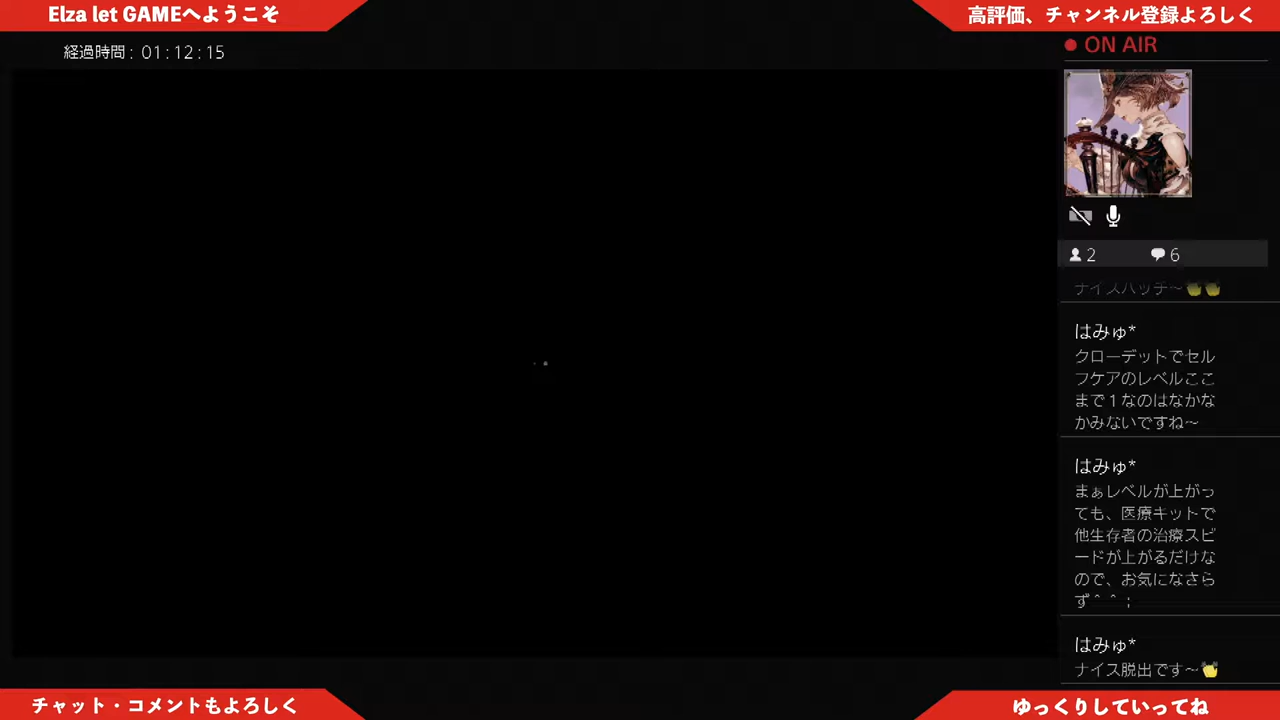 Elza let GAMEへようこそ
高評価、チャンネル登録よろしく
経過時間: 01:12:15
ON AIR
2
6
ナイスハッチ～
はみゅ*
クローデットでセル
フケアのレベルここ
まで１なのはなかな
かみないですね～
はみゅ*
まぁレベルが上がっ
ても、医療キットで
他生存者の治療スピ
ードが上がるだけな
ので、お気になさら
ず＾＾；
はみゅ*
ナイス脱出です～
チャット・コメントもよろしく
ゆっくりしていってね